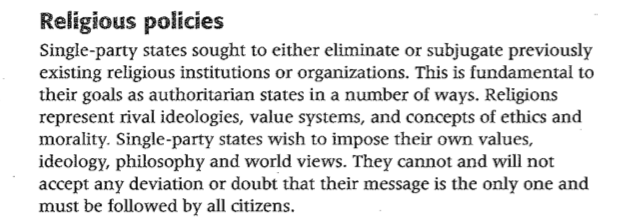 Religious policies
Single-party states sought to either eliminate or subjugate previously
existing religious institutions or organizations. This is fundamental to
their goals as authoritarian states in a number of ways. Religions
represent rival ideologies, value systems, and concepts of ethics and
morality. Single-party states wish to impose their own values,
ideology, philosophy and world views. They cannot and will not
accept any deviation or doubt that their message is the only one and
must be followed by all citizens.